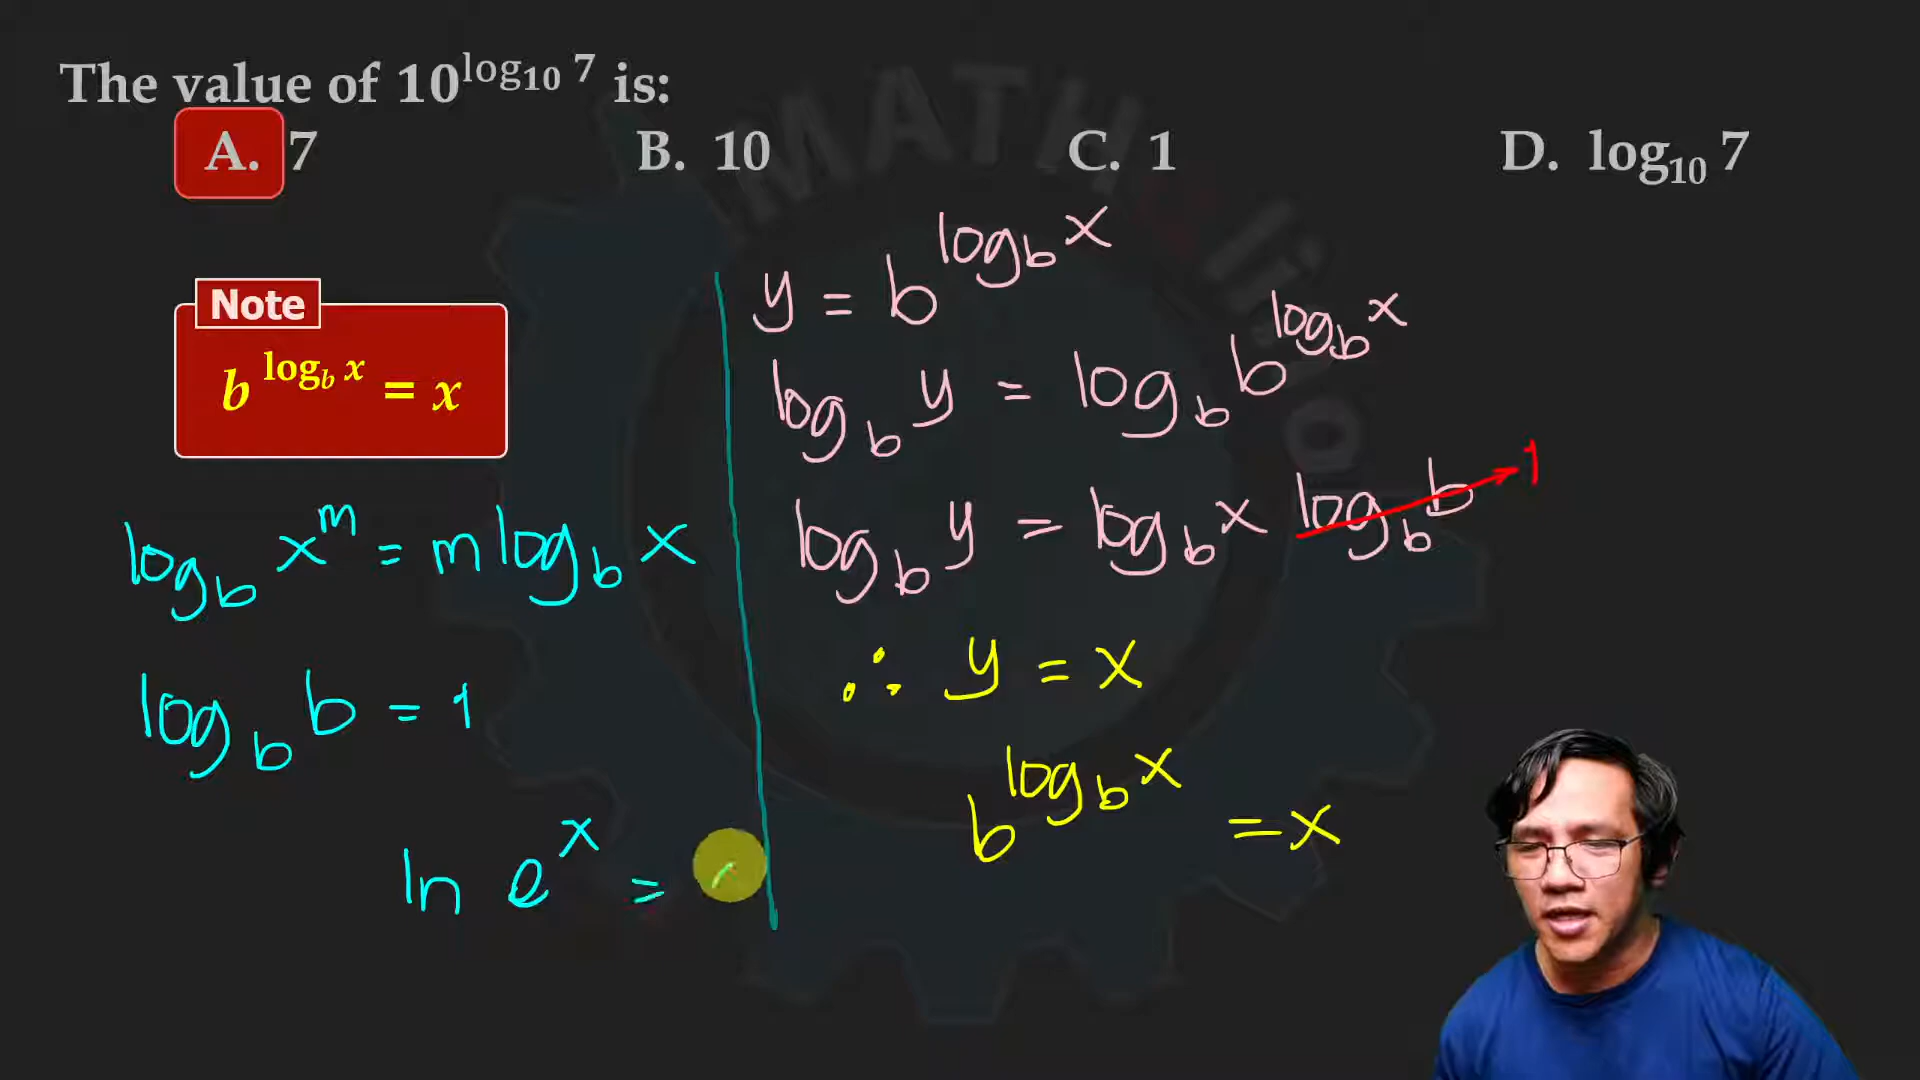 The value of 10^log₁₀ 7 is:
A. 7 B. 10 C. 1 D. log₁₀ 7
Note
b^log_b x = x
log_b x^m = m log_b x
log_b b = 1
ln e^x =
y = b^log_b x
log_b y = log_b b^log_b x
log_b y = log_b x log_b b 1
∴ y = x
b^log_b x = x
MATH